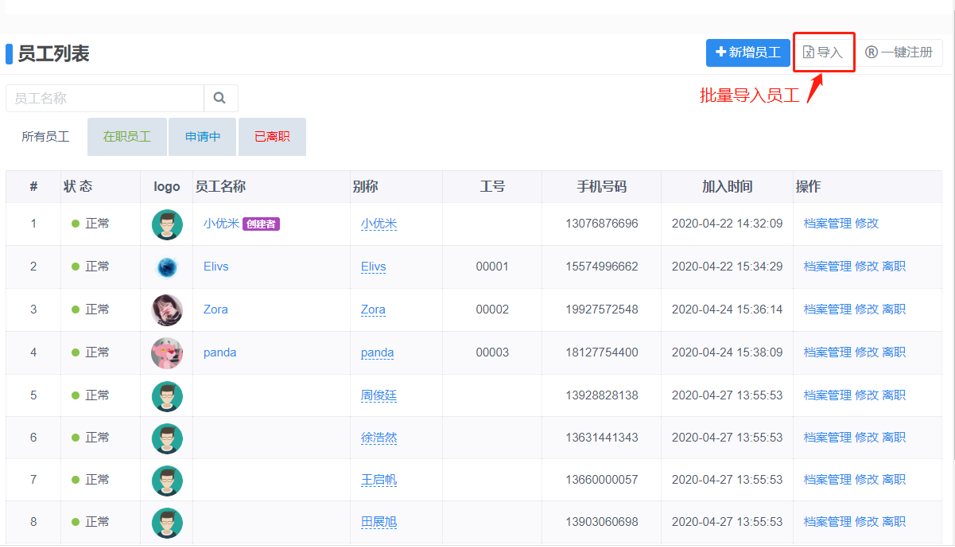 员工列表
新增员工 导入 ® 一键注册
批量导入员工
员工名称
所有员工 在职员工 申请中 已离职
# 状 态 logo 员工名称 别称 工号 手机号码 加入时间 操作
1 正常 小优米 创建者 小优米 13076876696 2020-04-22 14:32:09 档案管理 修改
2 正常 Elivs Elivs 00001 15574996662 2020-04-22 15:34:29 档案管理 修改 离职
3 正常 Zora Zora 00002 19927572548 2020-04-24 15:36:14 档案管理 修改 离职
4 正常 panda panda 00003 18127754400 2020-04-24 15:38:09 档案管理 修改 离职
5 正常 周俊廷 13928828138 2020-04-27 13:55:53 档案管理 修改 离职
6 正常 徐浩然 13631441343 2020-04-27 13:55:53 档案管理 修改 离职
7 正常 王启帆 13660000057 2020-04-27 13:55:53 档案管理 修改 离职
8 正常 田展旭 13903060698 2020-04-27 13:55:53 档案管理 修改 离职